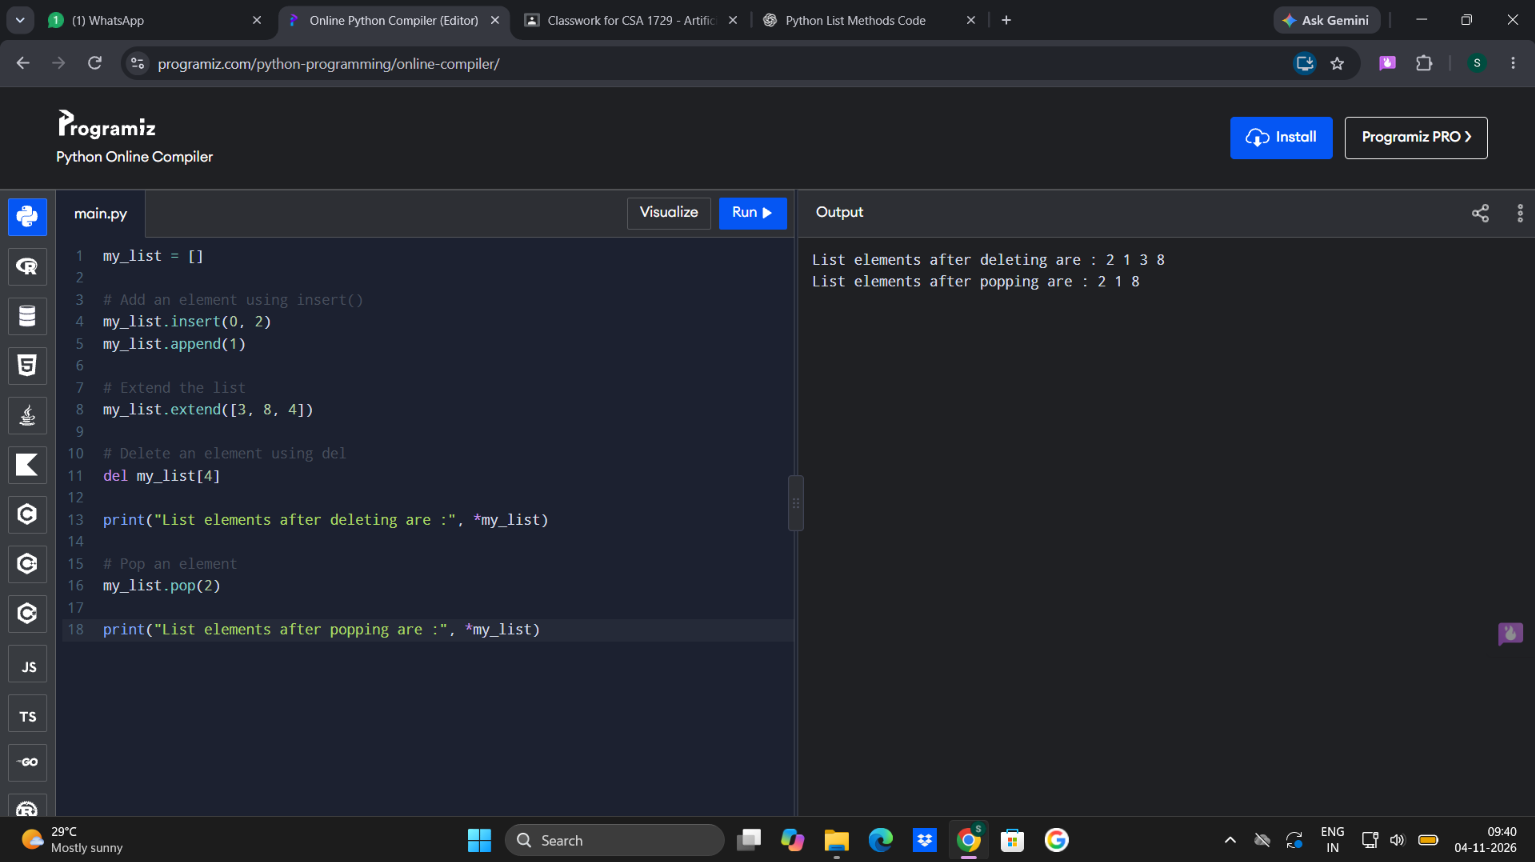 (1) WhatsApp
Online Python Compiler (Editor)
Classwork for CSA 1729 - Artific
Python List Methods Code
Ask Gemini
programiz.com/python-programming/online-compiler/
S
Programiz
Python Online Compiler
Install
Programiz PRO
main.py
Visualize
Run
Output
1 my_list = []
2
3 # Add an element using insert()
4 my_list.insert(0, 2)
5 my_list.append(1)
6
7 # Extend the list
8 my_list.extend([3, 8, 4])
9
10 # Delete an element using del
11 del my_list[4]
12
13 print("List elements after deleting are :", *my_list)
14
15 # Pop an element
16 my_list.pop(2)
17
18 print("List elements after popping are :", *my_list)
List elements after deleting are : 2 1 3 8
List elements after popping are : 2 1 8
JS
TS
GO
29°C
Mostly sunny
Search
S
ENG
IN
09:40
04-11-2026